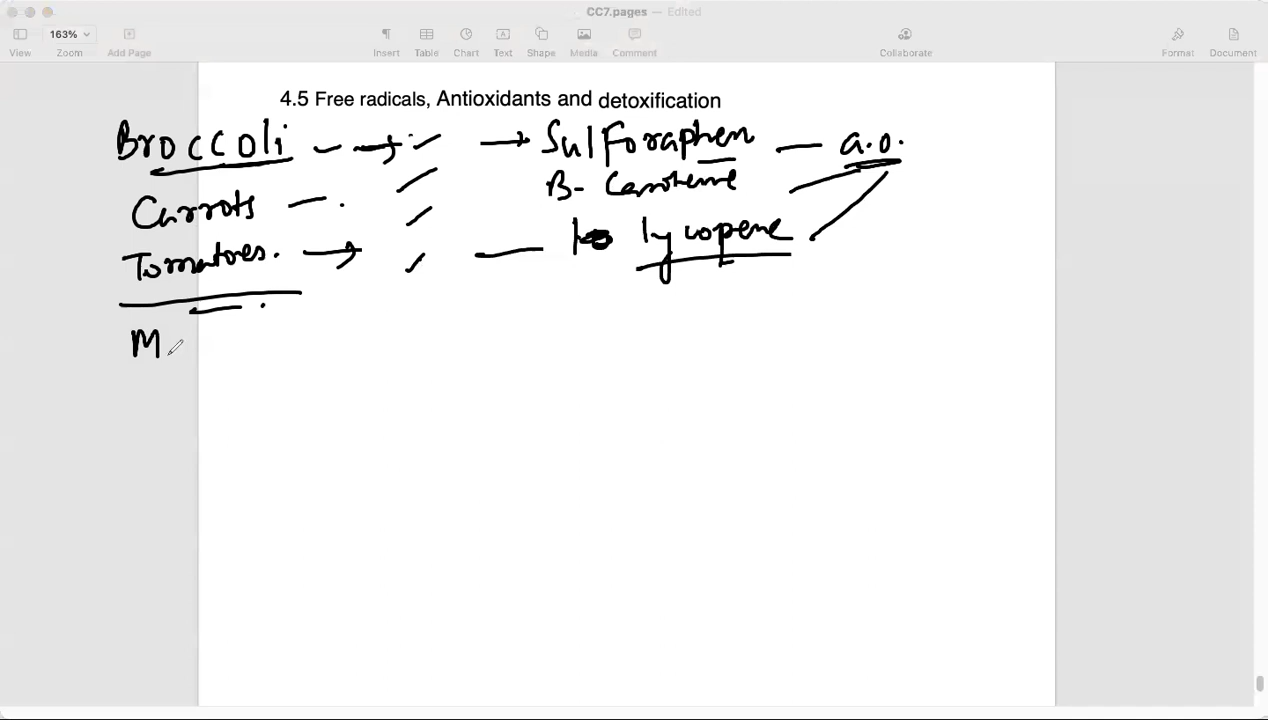 CC7.pages — Edited
163%
View Zoom Add Page Insert Table Chart Text Shape Media Comment Collaborate Format Document
4.5 Free radicals, Antioxidants and detoxification
Broccoli → → Sulforaphen — a.o.
Carrots — B- Carotene
Tomatoes. → — lycopene
M